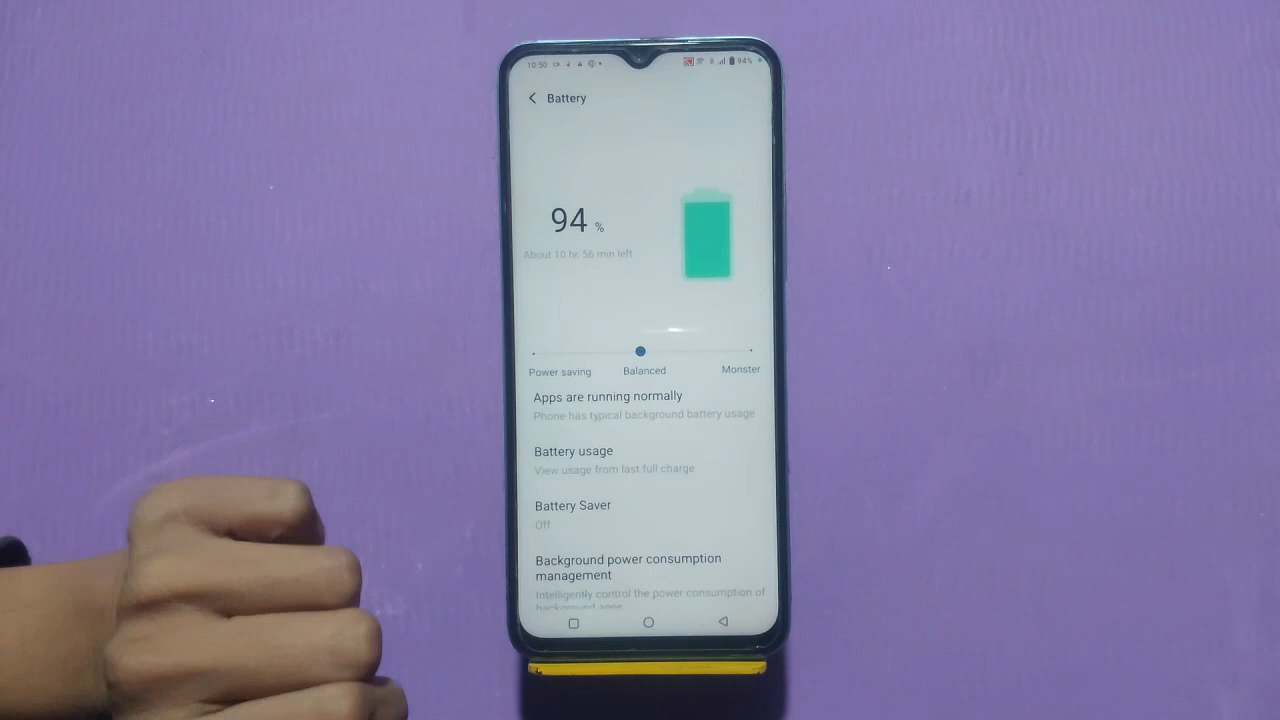 10:50
94%
Battery
94 %
About 10 hr, 56 min left
Power saving Balanced Monster
Apps are running normally
Phone has typical background battery usage
Battery usage
View usage from last full charge
Battery Saver
Off
Background power consumption
management
Intelligently control the power consumption of
background apps